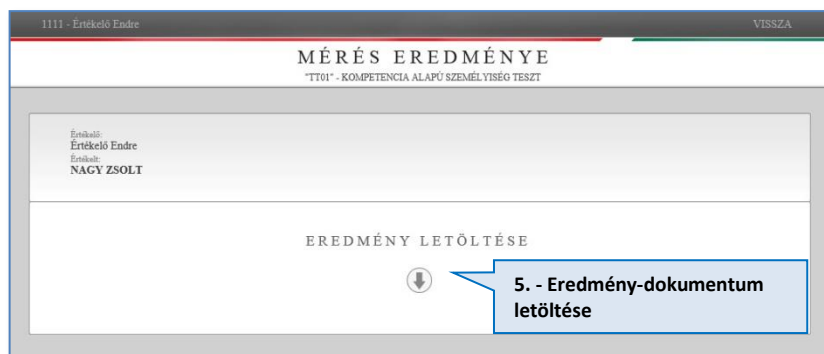 1111 - Értékelő Endre
VISSZA
MÉRÉS EREDMÉNYE
"TT01" - KOMPETENCIA ALAPÚ SZEMÉLYISÉG TESZT
Értékelő:
Értékelő Endre
Értékelt:
NAGY ZSOLT
EREDMÉNY LETÖLTÉSE
5. - Eredmény-dokumentum
letöltése